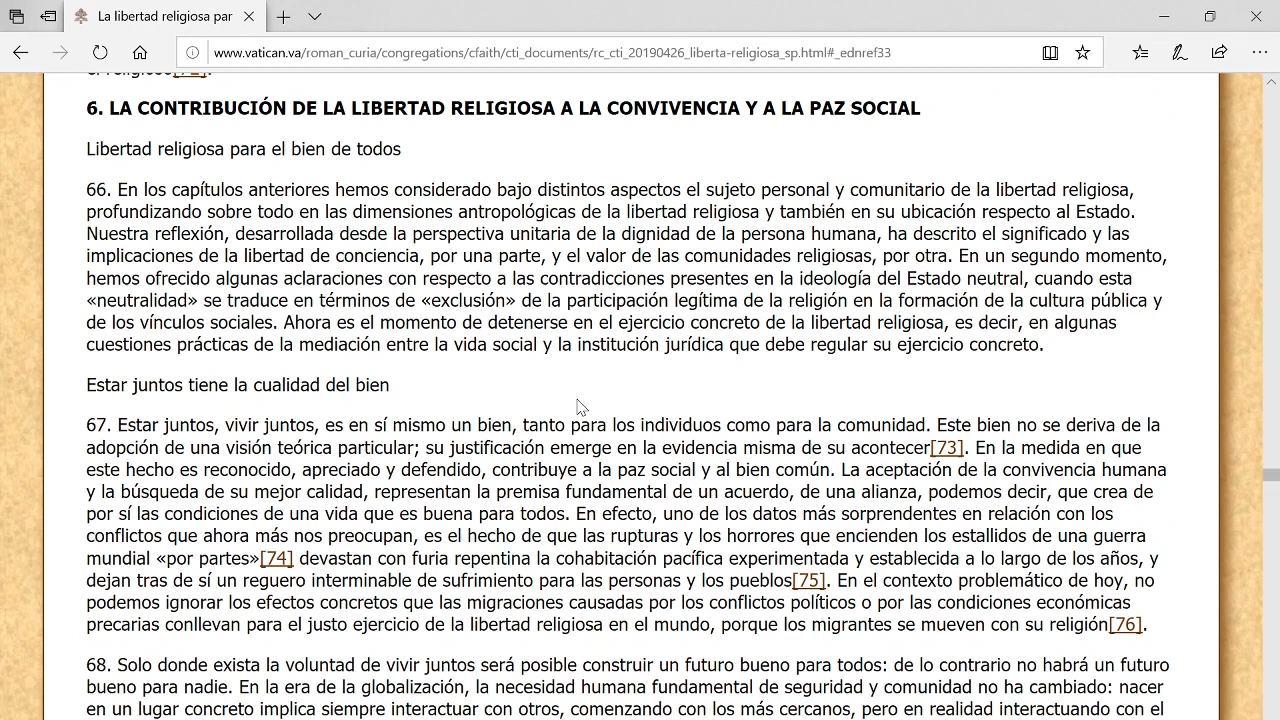 La libertad religiosa par
www.vatican.va/roman_curia/congregations/cfaith/cti_documents/rc_cti_20190426_liberta-religiosa_sp.html#_ednref33
6. LA CONTRIBUCIÓN DE LA LIBERTAD RELIGIOSA A LA CONVIVENCIA Y A LA PAZ SOCIAL
Libertad religiosa para el bien de todos
66. En los capítulos anteriores hemos considerado bajo distintos aspectos el sujeto personal y comunitario de la libertad religiosa,
profundizando sobre todo en las dimensiones antropológicas de la libertad religiosa y también en su ubicación respecto al Estado.
Nuestra reflexión, desarrollada desde la perspectiva unitaria de la dignidad de la persona humana, ha descrito el significado y las
implicaciones de la libertad de conciencia, por una parte, y el valor de las comunidades religiosas, por otra. En un segundo momento,
hemos ofrecido algunas aclaraciones con respecto a las contradicciones presentes en la ideología del Estado neutral, cuando esta
«neutralidad» se traduce en términos de «exclusión» de la participación legítima de la religión en la formación de la cultura pública y
de los vínculos sociales. Ahora es el momento de detenerse en el ejercicio concreto de la libertad religiosa, es decir, en algunas
cuestiones prácticas de la mediación entre la vida social y la institución jurídica que debe regular su ejercicio concreto.
Estar juntos tiene la cualidad del bien
67. Estar juntos, vivir juntos, es en sí mismo un bien, tanto para los individuos como para la comunidad. Este bien no se deriva de la
adopción de una visión teórica particular; su justificación emerge en la evidencia misma de su acontecer[73]. En la medida en que
este hecho es reconocido, apreciado y defendido, contribuye a la paz social y al bien común. La aceptación de la convivencia humana
y la búsqueda de su mejor calidad, representan la premisa fundamental de un acuerdo, de una alianza, podemos decir, que crea de
por sí las condiciones de una vida que es buena para todos. En efecto, uno de los datos más sorprendentes en relación con los
conflictos que ahora más nos preocupan, es el hecho de que las rupturas y los horrores que encienden los estallidos de una guerra
mundial «por partes»[74] devastan con furia repentina la cohabitación pacífica experimentada y establecida a lo largo de los años, y
dejan tras de sí un reguero interminable de sufrimiento para las personas y los pueblos[75]. En el contexto problemático de hoy, no
podemos ignorar los efectos concretos que las migraciones causadas por los conflictos políticos o por las condiciones económicas
precarias conllevan para el justo ejercicio de la libertad religiosa en el mundo, porque los migrantes se mueven con su religión[76].
68. Solo donde exista la voluntad de vivir juntos será posible construir un futuro bueno para todos: de lo contrario no habrá un futuro
bueno para nadie. En la era de la globalización, la necesidad humana fundamental de seguridad y comunidad no ha cambiado: nacer
en un lugar concreto implica siempre interactuar con otros, comenzando con los más cercanos, pero en realidad interactuando con el